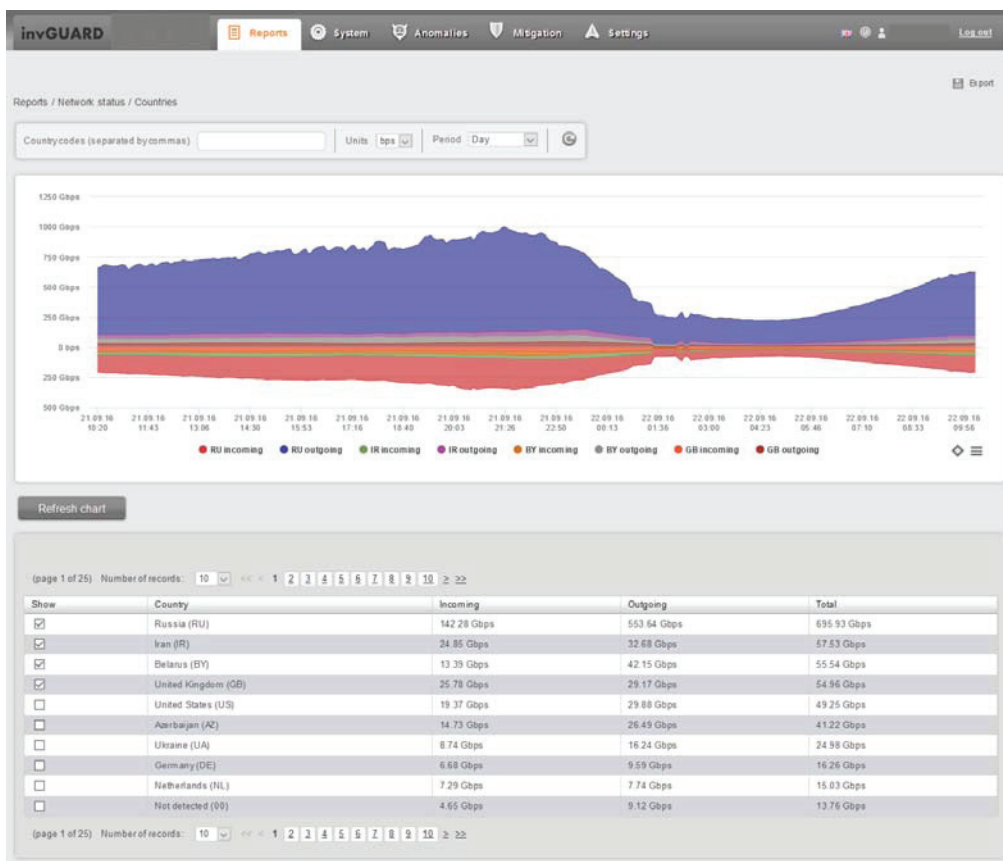 invGUARD
Reports System Anomalies Mitigation Settings Log out
Export
Reports / Network status / Countries
Country codes (separated by commas) Units bps Period Day
1250 Gbps
1000 Gbps
750 Gbps
500 Gbps
250 Gbps
0 bps
250 Gbps
500 Gbps
21.09.16 21.09.16 21.09.16 21.09.16 21.09.16 21.09.16 21.09.16 21.09.16 21.09.16 21.09.16 22.09.16 22.09.16 22.09.16 22.09.16 22.09.16 22.09.16 22.09.16 22.09.16
10:20 11:43 13:06 14:30 15:53 17:16 18:40 20:03 21:26 22:50 00:13 01:36 03:00 04:23 05:46 07:10 08:33 09:56
RU incoming RU outgoing IR incoming IR outgoing BY incoming BY outgoing GB incoming GB outgoing
Refresh chart
(page 1 of 25) Number of records: 10 << < 1 2 3 4 5 6 7 8 9 10 > >>
Show Country Incoming Outgoing Total
Russia (RU) 142.28 Gbps 553.64 Gbps 695.93 Gbps
Iran (IR) 24.85 Gbps 32.68 Gbps 57.53 Gbps
Belarus (BY) 13.39 Gbps 42.15 Gbps 55.54 Gbps
United Kingdom (GB) 25.78 Gbps 29.17 Gbps 54.96 Gbps
United States (US) 19.37 Gbps 29.88 Gbps 49.25 Gbps
Azerbaijan (AZ) 14.73 Gbps 26.49 Gbps 41.22 Gbps
Ukraine (UA) 8.74 Gbps 16.24 Gbps 24.98 Gbps
Germany (DE) 6.68 Gbps 9.59 Gbps 16.26 Gbps
Netherlands (NL) 7.29 Gbps 7.74 Gbps 15.03 Gbps
Not detected (00) 4.65 Gbps 9.12 Gbps 13.76 Gbps
(page 1 of 25) Number of records: 10 << < 1 2 3 4 5 6 7 8 9 10 > >>